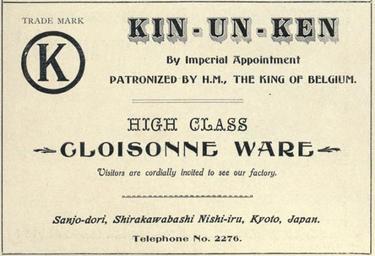 TRADE MARK
K
KIN-UN-KEN
By Imperial Appointment
PATRONIZED BY H.M., THE KING OF BELGIUM.
HIGH CLASS
CLOISONNE WARE
Visitors are cordially invited to see our factory.
Sanjo-dori, Shirakawabashi Nishi-iru, Kyoto, Japan.
Telephone No. 2276.